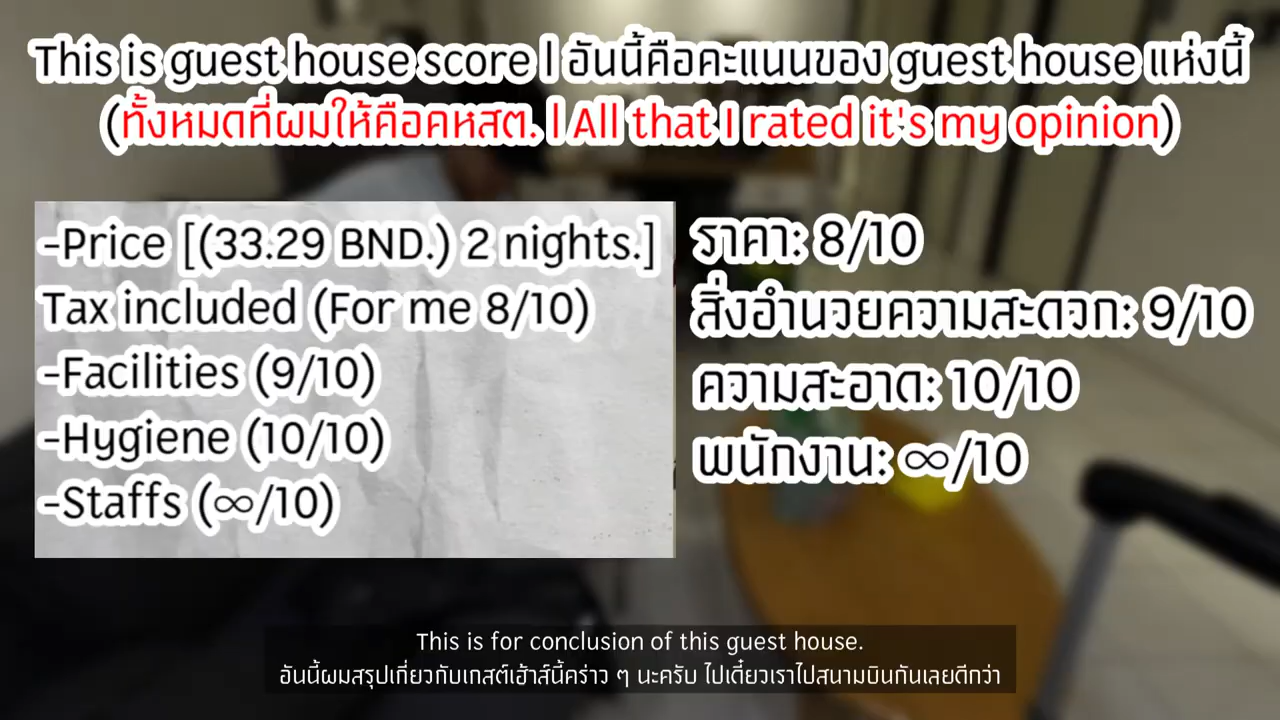 This is guest house score | อันนี้คือคะแนนของ guest house แห่งนี้
(ทั้งหมดที่ผมให้คือคหสต. | All that I rated it's my opinion)
-Price [(33.29 BND.) 2 nights.]
Tax included (For me 8/10)
-Facilities (9/10)
-Hygiene (10/10)
-Staffs (∞/10)
ราคา: 8/10
สิ่งอำนวยความสะดวก: 9/10
ความสะอาด: 10/10
พนักงาน: ∞/10
This is for conclusion of this guest house.
อันนี้ผมสรุปเกี่ยวกับเกสต์เฮ้าส์นี้คร่าว ๆ นะครับ ไปเดี๋ยวเราไปสนามบินกันเลยดีกว่า